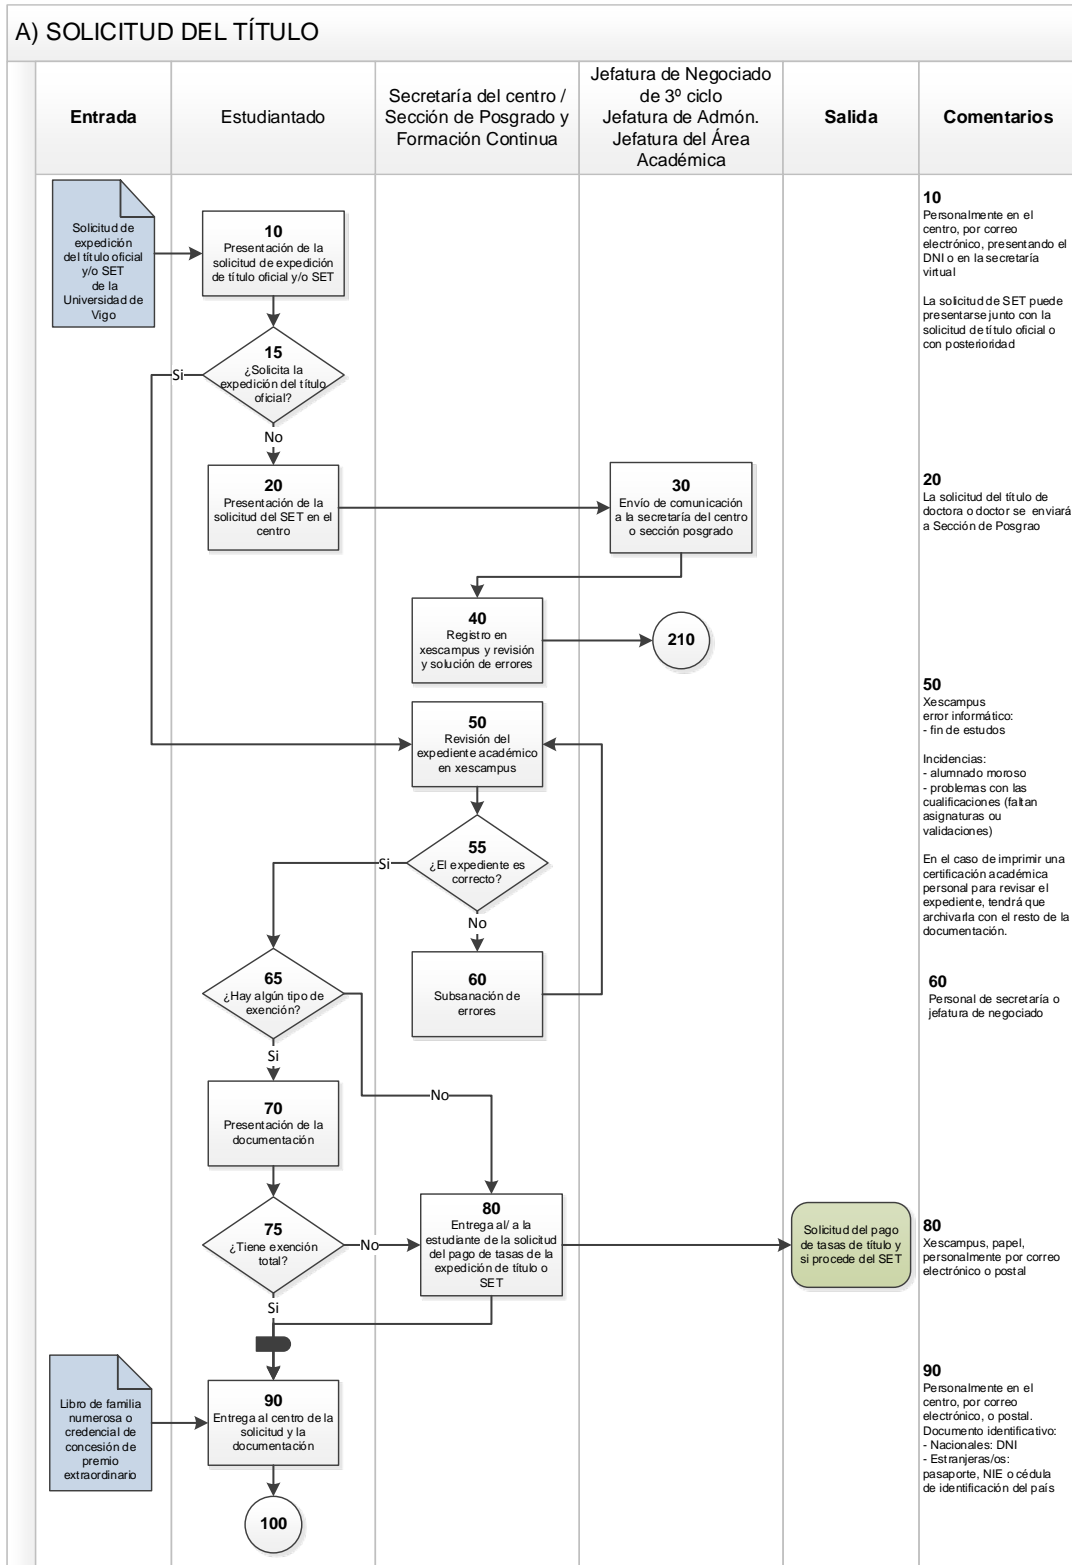 A) SOLICITUD DEL TÍTULO
Entrada
Estudiantado
Secretaría del centro /
Sección de Posgrado y
Formación Continua
Jefatura de Negociado
de 3º ciclo
Jefatura de Admón.
Jefatura del Área
Académica
Salida
Comentarios
Solicitud de
expedición
del título oficial
y/o SET
de la
Universidad de
Vigo
10
Presentación de la
solicitud de expedición
de título oficial y/o SET
10
Personalmente en el
centro, por correo
electrónico, presentando el
DNI o en la secretaría
virtual
La solicitud de SET puede
presentarse junto con la
solicitud de título oficial o
con posterioridad
15
¿Solicita la
expedición del título
oficial?
Si
No
20
Presentación de la
solicitud del SET en el
centro
30
Envío de comunicación
a la secretaría del centro
o sección posgrado
20
La solicitud del título de
doctora o doctor se enviará
a Sección de Posgrao
40
Registro en
xescampus y revisión
y solución de errores
210
50
Revisión del
expediente académico
en xescampus
50
Xescampus
error informático:
- fin de estudos
Incidencias:
- alumnado moroso
- problemas con las
cualificaciones (faltan
asignaturas ou
validaciones)
En el caso de imprimir una
certificación académica
personal para revisar el
expediente, tendrá que
archivarla con el resto de la
documentación.
55
¿El expediente es
correcto?
Si
No
60
Subsanación de
errores
60
Personal de secretaría o
jefatura de negociado
65
¿Hay algún tipo de
exención?
Si
No
70
Presentación de la
documentación
75
¿Tiene exención
total?
No
Si
80
Entrega al/ a la
estudiante de la solicitud
del pago de tasas de la
expedición de título o
SET
Solicitud del pago
de tasas de título y
si procede del SET
80
Xescampus, papel,
personalmente por correo
electrónico o postal
Libro de familia
numerosa o
credencial de
concesión de
premio
extraordinario
90
Entrega al centro de la
solicitud y la
documentación
90
Personalmente en el
centro, por correo
electrónico, o postal.
Documento identificativo:
- Nacionales: DNI
- Estranjeras/os:
pasaporte, NIE o cédula
de identificación del país
100